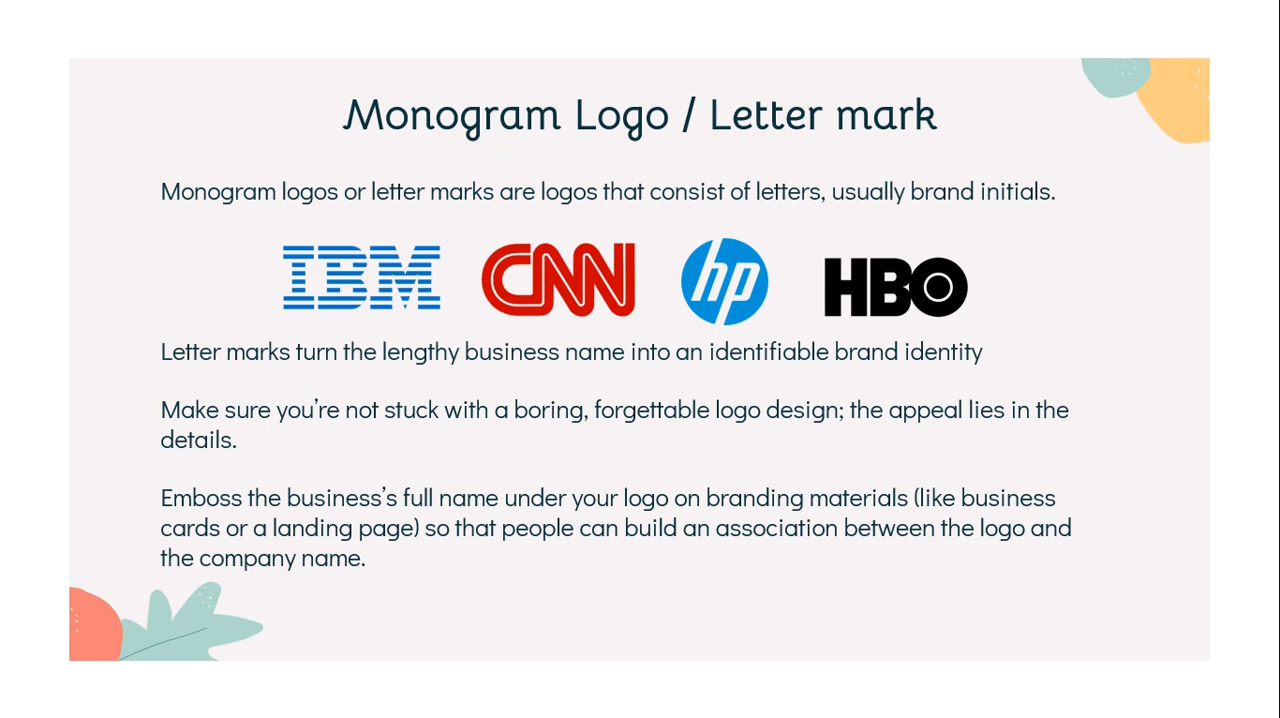 Monogram Logo / Letter mark
Monogram logos or letter marks are logos that consist of letters, usually brand initials.
IBM CNN hp HBO
Letter marks turn the lengthy business name into an identifiable brand identity
Make sure you're not stuck with a boring, forgettable logo design; the appeal lies in the
details.
Emboss the business's full name under your logo on branding materials (like business
cards or a landing page) so that people can build an association between the logo and
the company name.